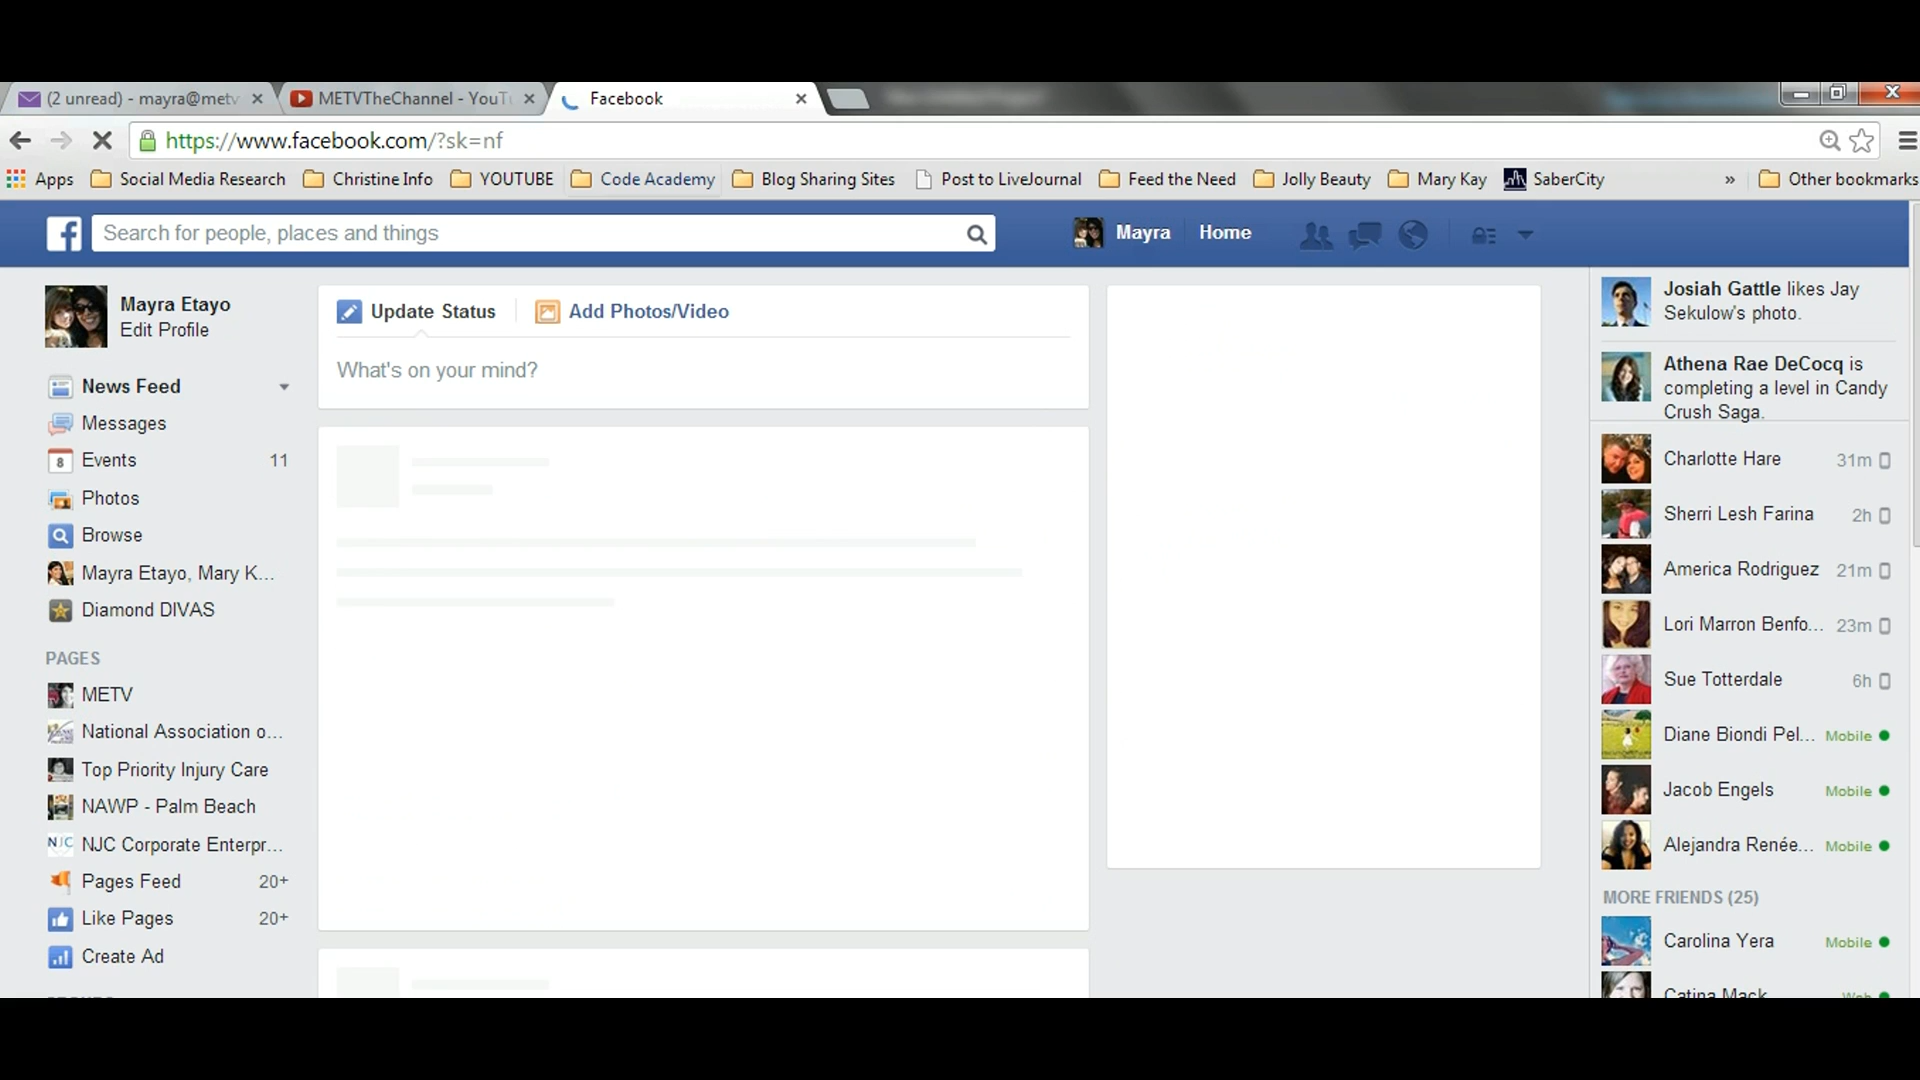 (2 unread) - mayra@metv
METVTheChannel - YouTu
Facebook
https://www.facebook.com/?sk=nf
Apps
Social Media Research
Christine Info
YOUTUBE
Code Academy
Blog Sharing Sites
Post to LiveJournal
Feed the Need
Jolly Beauty
Mary Kay
SaberCity
»
Other bookmarks
Search for people, places and things
Mayra
Home
Mayra Etayo
Edit Profile
News Feed
Messages
8
Events 11
Photos
Browse
Mayra Etayo, Mary K...
Diamond DIVAS
PAGES
METV
National Association o...
Top Priority Injury Care
NAWP - Palm Beach
NJC
NJC Corporate Enterpr...
Pages Feed 20+
Like Pages 20+
Create Ad
Update Status
Add Photos/Video
What's on your mind?
Josiah Gattle likes Jay
Sekulow's photo.
Athena Rae DeCocq is
completing a level in Candy
Crush Saga.
Charlotte Hare 31m
Sherri Lesh Farina 2h
America Rodriguez 21m
Lori Marron Benfo... 23m
Sue Totterdale 6h
Diane Biondi Pel... Mobile
Jacob Engels Mobile
Alejandra Renée... Mobile
MORE FRIENDS (25)
Carolina Yera Mobile
Catina Mack Web